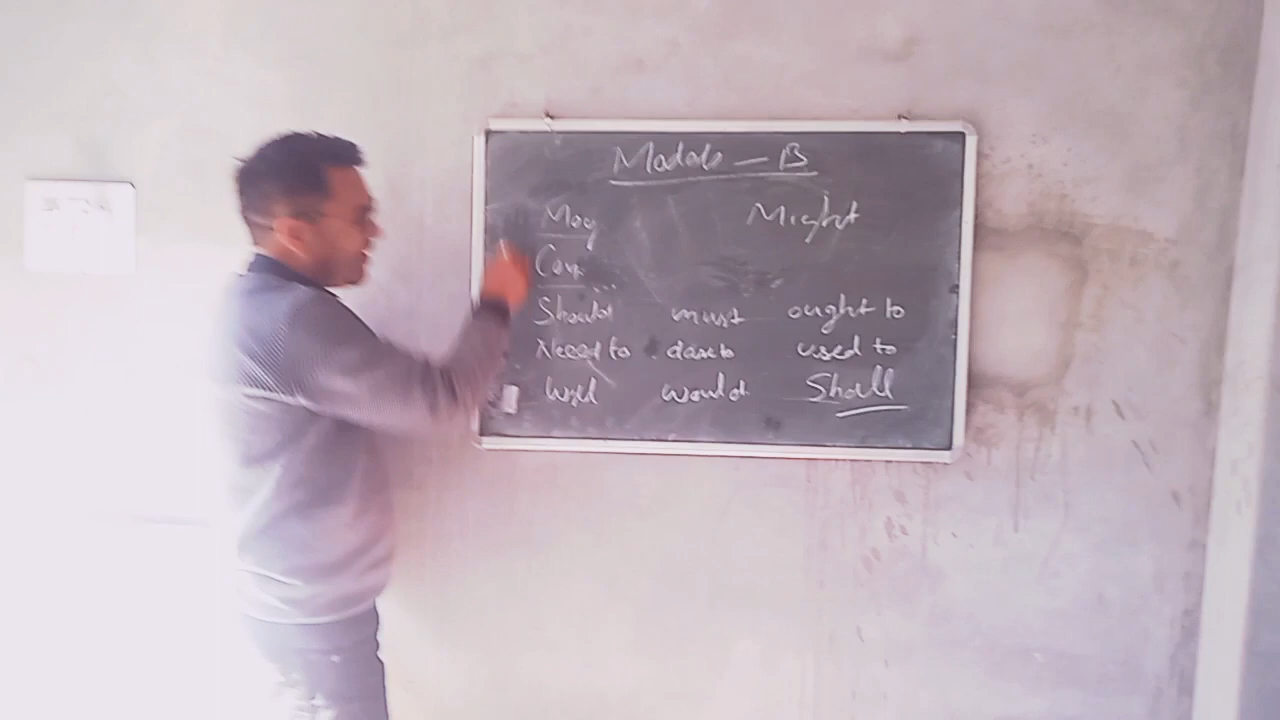 Modals – B
May Might
Can ...
Should must ought to
Need to dare to used to
Will would Shall